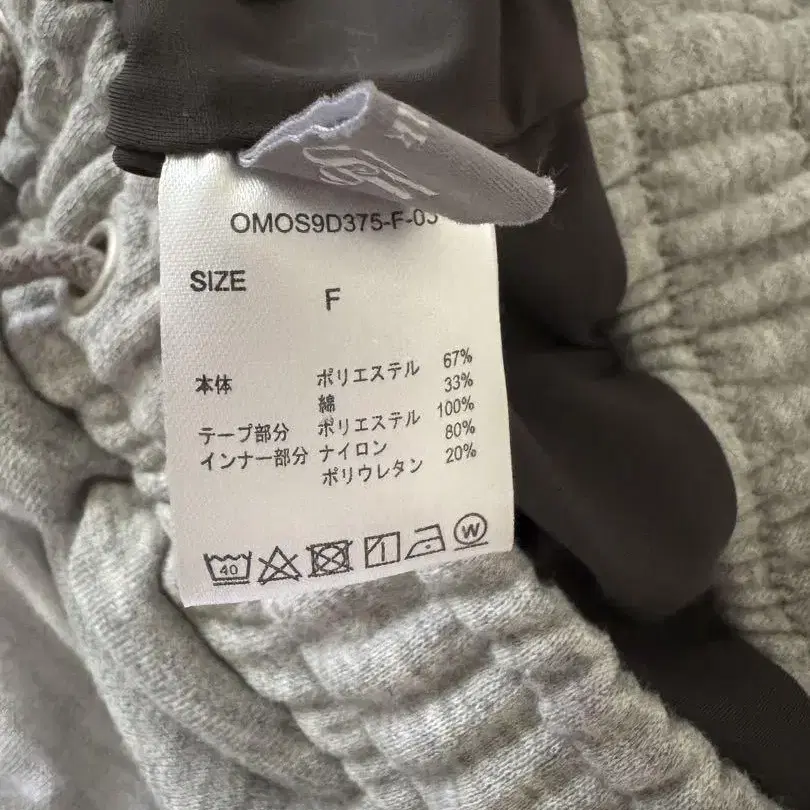 OMOS9D375-F-05
SIZE
F
本体 ポリエステル 67%
綿 33%
テープ部分 ポリエステル 100%
インナー部分 ナイロン 80%
ポリウレタン 20%
40
W